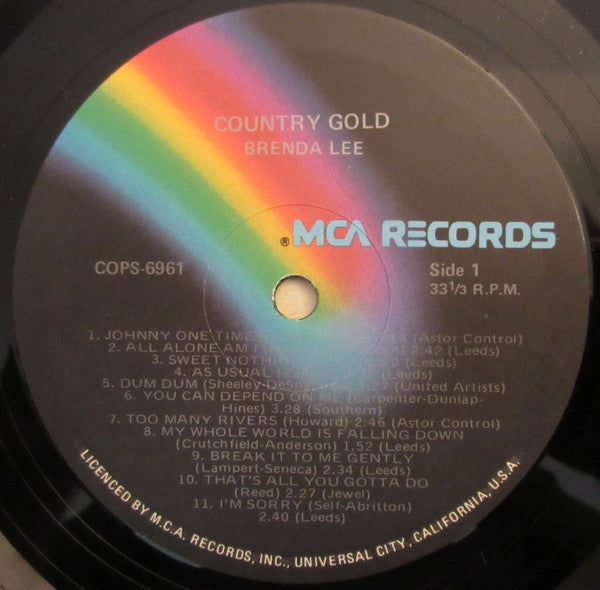 COUNTRY GOLD
BRENDA LEE
® MCA RECORDS
COPS-6961
Side 1
33 1/3 R.P.M.
1. JOHNNY ONE TIME (Astor Control)
2. ALL ALONE AM I 2.42 (Leeds)
3. SWEET (Leeds)
4. AS USUAL (Leeds)
5. DUM DUM (Sheeley- 2.27 (United Artists)
6. YOU CAN DEPEND ON ME (Carpenter-Dunlap-
Hines) 3.28 (Southern)
7. TOO MANY RIVERS (Howard) 2.46 (Astor Control)
8. MY WHOLE WORLD IS FALLING DOWN
(Crutchfield-Anderson) 1.52 (Leeds)
9. BREAK IT TO ME GENTLY
(Lampert-Seneca) 2.34 (Leeds)
10. THAT'S ALL YOU GOTTA DO
(Reed) 2.27 (Jewel)
11. I'M SORRY (Self-Abritton)
2.40 (Leeds)
LICENCED BY M.C.A. RECORDS, INC., UNIVERSAL CITY, CALIFORNIA, U.S.A.